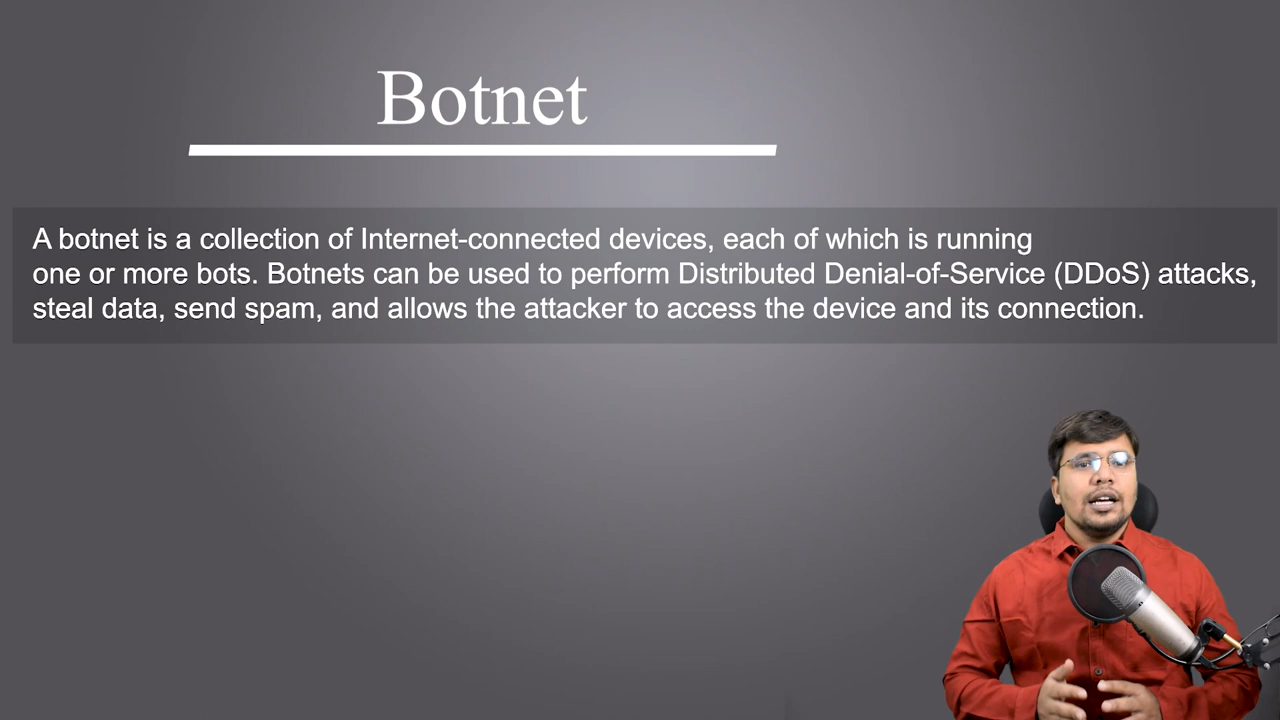 Botnet
A botnet is a collection of Internet-connected devices, each of which is running
one or more bots. Botnets can be used to perform Distributed Denial-of-Service (DDoS) attacks,
steal data, send spam, and allows the attacker to access the device and its connection.